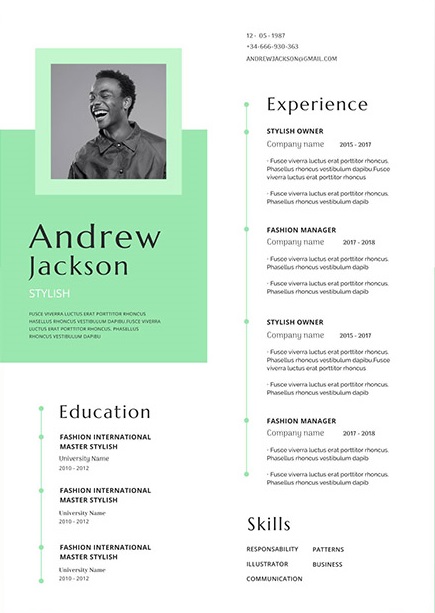 12 - 05 - 1987
+34-666-930-363
ANDREWJACKSON@GMAIL.COM
Andrew
Jackson
STYLISH
FUSCE VIVERRA LUCTUS ERAT PORTTITOR RHONCUS
HASELLUS RHONCUS VESTIBULUM DAPIBU.FUSCE VIVERRA
LUCTUS ERAT PORTTITOR RHONCUS, PHASELLUS
RHONCUS VESTIBULUM DAPIBU
Education
FASHION INTERNATIONAL
MASTER STYLISH
University Name
2010 - 2012
FASHION INTERNATIONAL
MASTER STYLISH
University Name
2010 - 2012
FASHION INTERNATIONAL
MASTER STYLISH
University Name
2010 - 2012
Experience
STYLISH OWNER
Company name 2015 - 2017
· Fusce viverra luctus erat porttitor rhoncus.
Phasellus rhoncus vestibulum dapibu.Fusce
viverra luctus erat porttitor rhoncus
· Fusce viverra luctus erat porttitor rhoncus.
Phasellus rhoncus vestibulum dapib
FASHION MANAGER
Company name 2017 - 2018
· Fusce viverra luctus erat porttitor rhoncus.
Phasellus rhoncus vestibulum dapib
· Fusce viverra luctus erat porttitor rhoncus.
Phasellus rhoncus vestibulum dapib
STYLISH OWNER
Company name 2015 - 2017
· Fusce viverra luctus erat porttitor rhoncus.
Phasellus rhoncus vestibulum dapibu.Fusce
viverra luctus erat porttitor rhoncus
· Fusce viverra luctus erat porttitor rhoncus.
Phasellus rhoncus vestibulum dapib
FASHION MANAGER
Company name 2017 - 2018
· Fusce viverra luctus erat porttitor rhoncus.
Phasellus rhoncus vestibulum dapib
· Fusce viverra luctus erat porttitor rhoncus.
Phasellus rhoncus vestibulum dapib
Skills
RESPONSABILITY PATTERNS
ILLUSTRATOR BUSINESS
COMMUNICATION